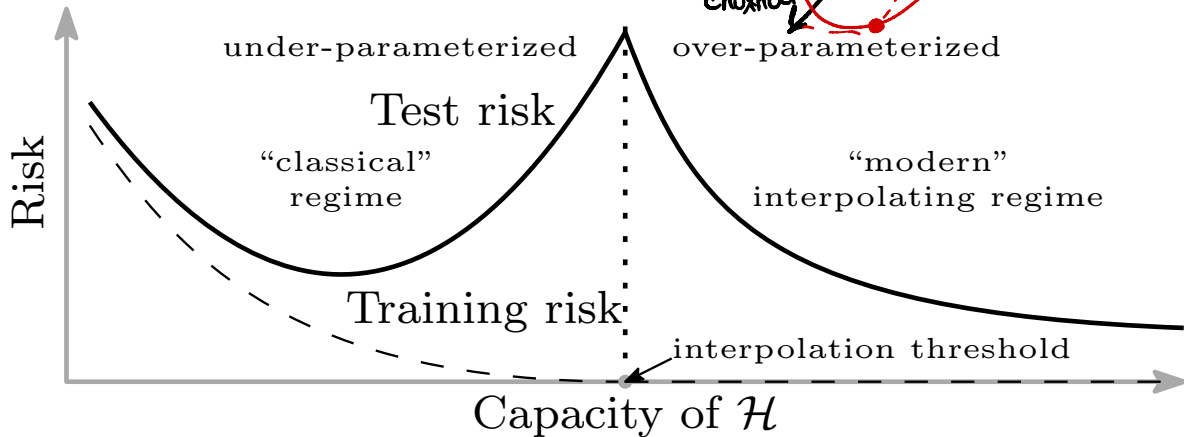 under-parameterized
over-parameterized
Test risk
“classical”
regime
“modern”
interpolating regime
Risk
Training risk
interpolation threshold
Capacity of ℋ